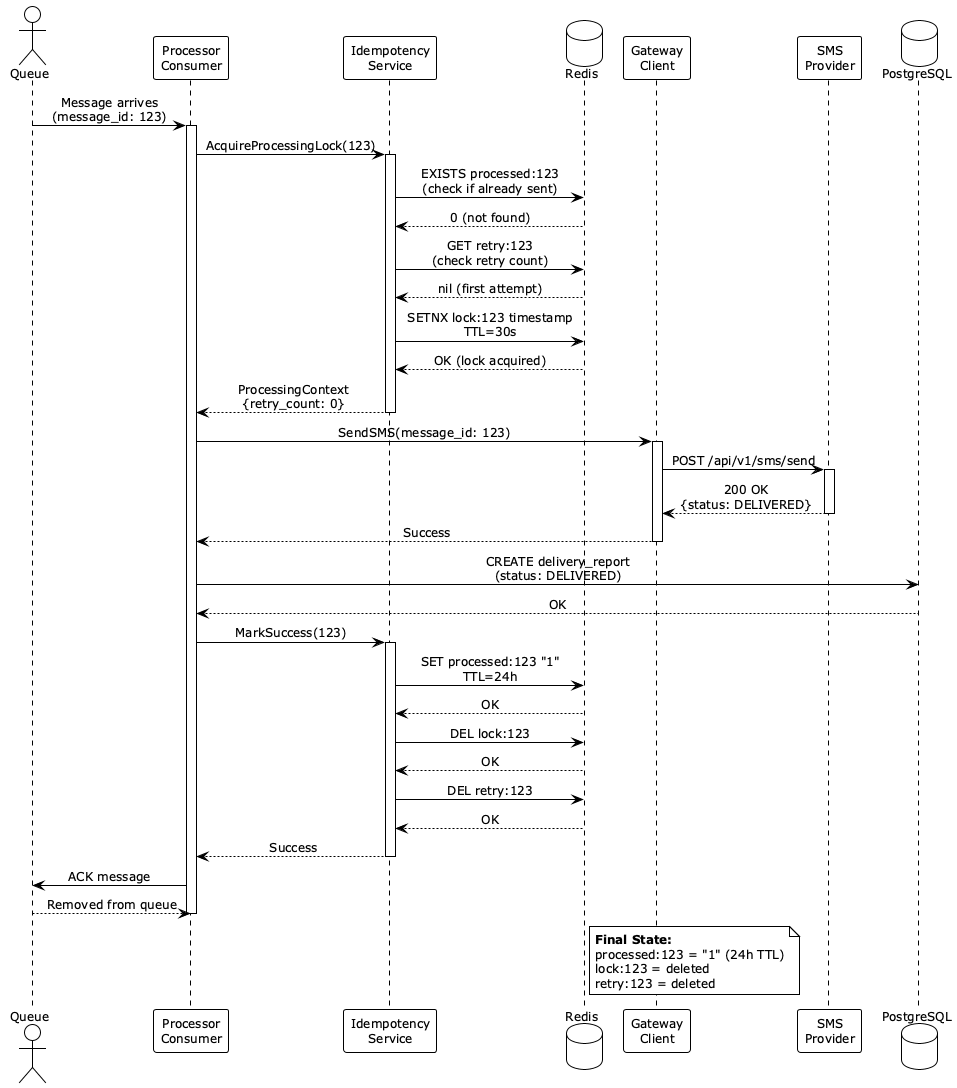 Queue
Processor
Consumer
Idempotency
Service
Redis
Gateway
Client
SMS
Provider
PostgreSQL
Message arrives
(message_id: 123)
AcquireProcessingLock(123)
EXISTS processed:123
(check if already sent)
0 (not found)
GET retry:123
(check retry count)
nil (first attempt)
SETNX lock:123 timestamp
TTL=30s
OK (lock acquired)
ProcessingContext
{retry_count: 0}
SendSMS(message_id: 123)
POST /api/v1/sms/send
200 OK
{status: DELIVERED}
Success
CREATE delivery_report
(status: DELIVERED)
OK
MarkSuccess(123)
SET processed:123 "1"
TTL=24h
OK
DEL lock:123
OK
DEL retry:123
OK
Success
ACK message
Removed from queue
Final State:
processed:123 = "1" (24h TTL)
lock:123 = deleted
retry:123 = deleted
Queue
Processor
Consumer
Idempotency
Service
Redis
Gateway
Client
SMS
Provider
PostgreSQL